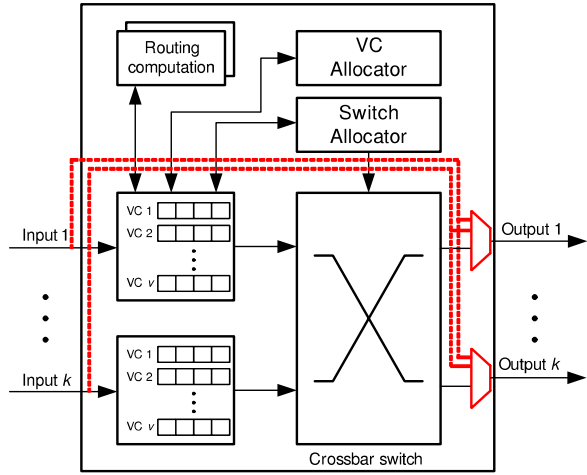 Routing
computation
VC
Allocator
Switch
Allocator
Input 1
VC 1
VC 2
VC v
Output 1
Input k
VC 1
VC 2
VC v
Output k
Crossbar switch